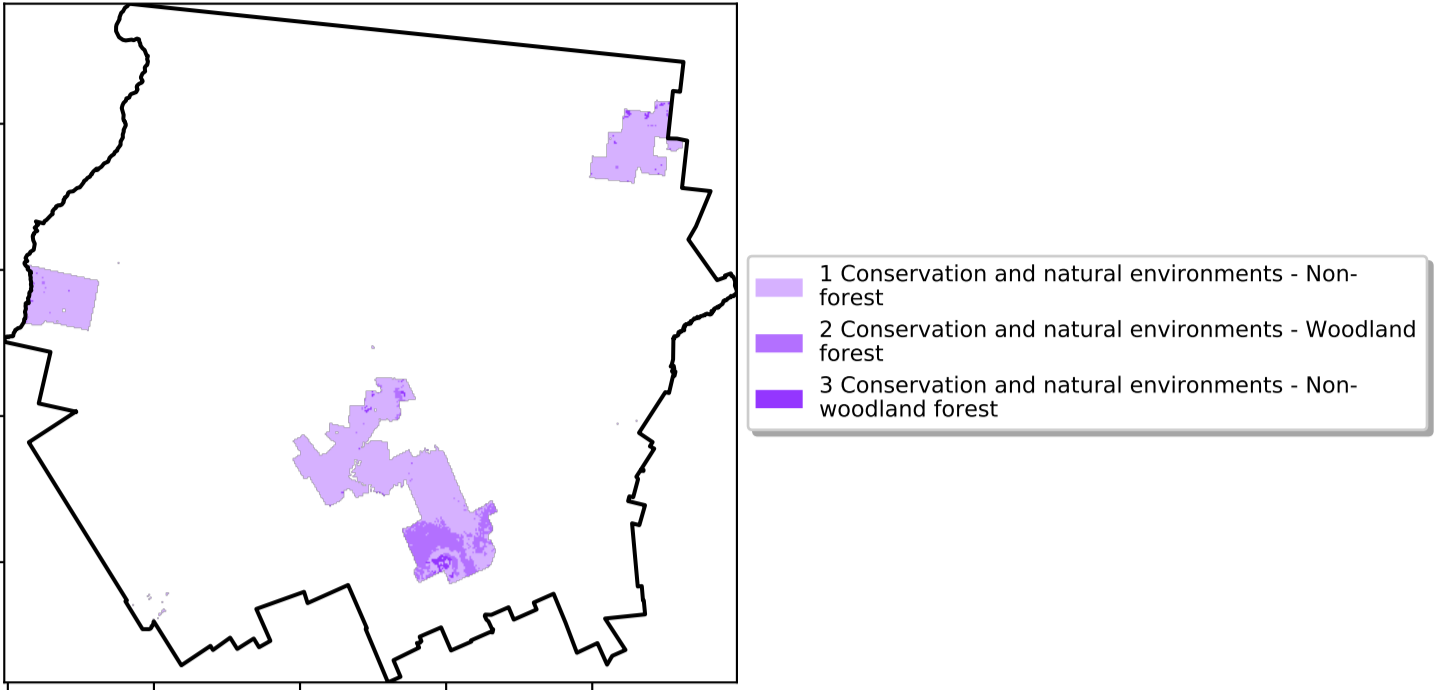 1 Conservation and natural environments - Non-
forest
2 Conservation and natural environments - Woodland
forest
3 Conservation and natural environments - Non-
woodland forest